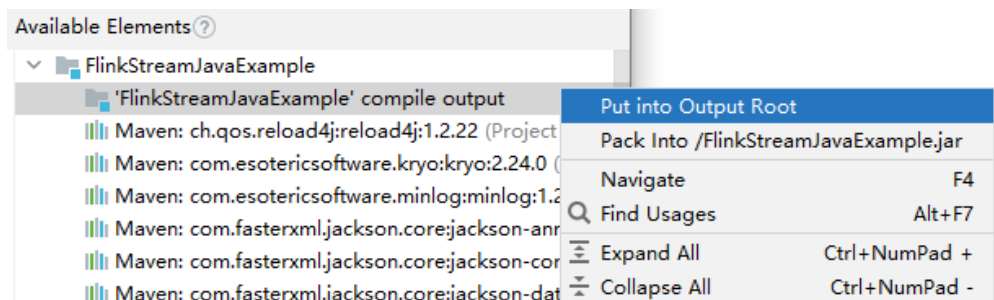 Available Elements ?
FlinkStreamJavaExample
'FlinkStreamJavaExample' compile output
Maven: ch.qos.reload4j:reload4j:1.2.22 (Project
Maven: com.esotericsoftware.kryo:kryo:2.24.0 (
Maven: com.esotericsoftware.minlog:minlog:1.2
Maven: com.fasterxml.jackson.core:jackson-anr
Maven: com.fasterxml.jackson.core:jackson-cor
Maven: com.fasterxml.jackson.core:jackson-dat
Put into Output Root
Pack Into /FlinkStreamJavaExample.jar
Navigate F4
Find Usages Alt+F7
Expand All Ctrl+NumPad +
Collapse All Ctrl+NumPad -